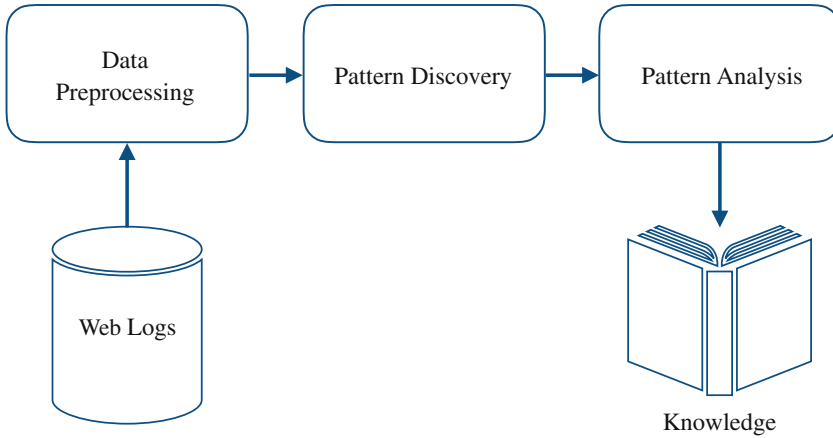 Data
Preprocessing
Pattern Discovery
Pattern Analysis
Web Logs
Knowledge